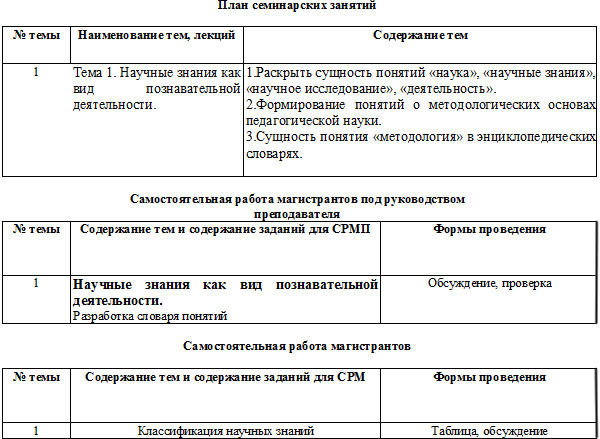 План семинарских занятий
№ темы Наименование тем, лекций Содержание тем
1 Тема 1. Научные знания как 1.Раскрыть сущность понятий «наука», «научные знания»,
вид познавательной «научное исследование», «деятельность».
деятельности. 2.Формирование понятий о методологических основах
педагогической науки.
3.Сущность понятия «методология» в энциклопедических
словарях.
Самостоятельная работа магистрантов под руководством
преподавателя
№ темы Содержание тем и содержание заданий для СРМП Формы проведения
1 Научные знания как вид познавательной Обсуждение, проверка
деятельности.
Разработка словаря понятий
Самостоятельная работа магистрантов
№ темы Содержание тем и содержание заданий для СРМ Формы проведения
1 Классификация научных знаний Таблица, обсуждение